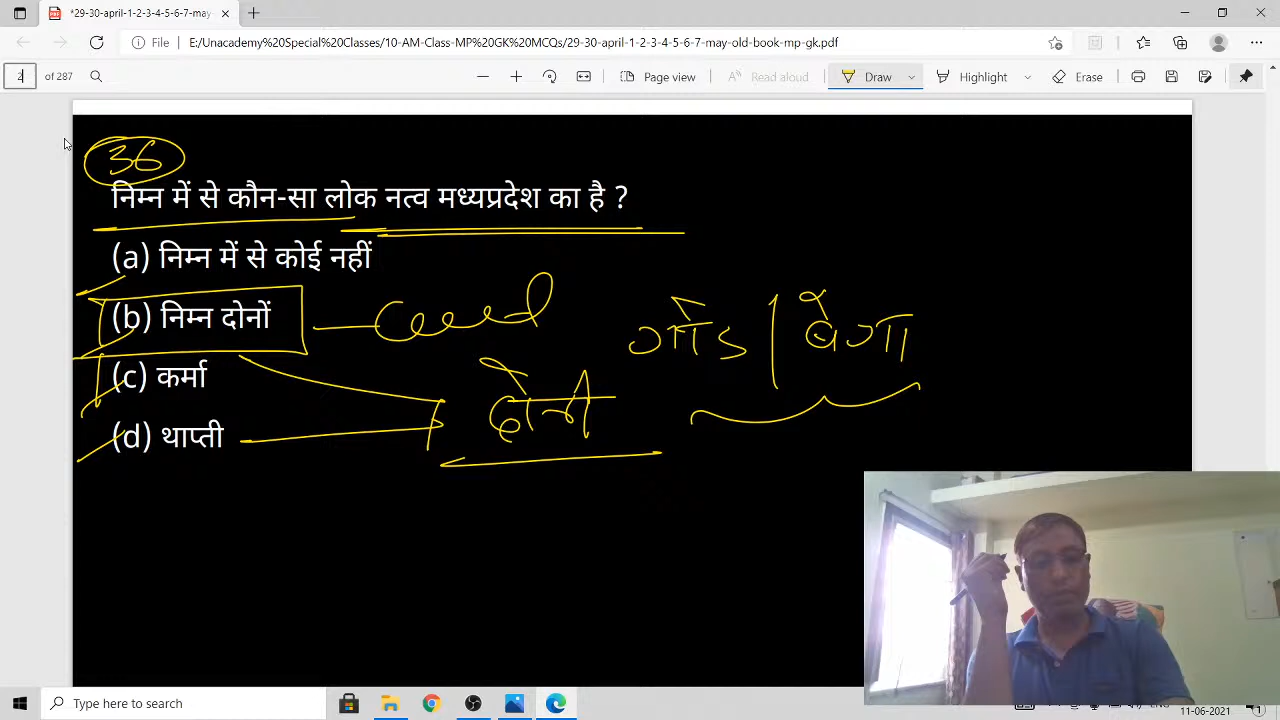 *29-30-april-1-2-3-4-5-6-7-may
File E:/Unacademy%20Special%20Classes/10-AM-Class-MP%20GK%20MCQs/29-30-april-1-2-3-4-5-6-7-may-old-book-mp-gk.pdf
2 of 287 Page view Read aloud Draw Highlight Erase
36
निम्न में से कौन-सा लोक नत्व मध्यप्रदेश का है ?
(a) निम्न में से कोई नहीं
(b) निम्न दोनों
(c) कर्मा
(d) थाप्ती
Type here to search
11-06-2021